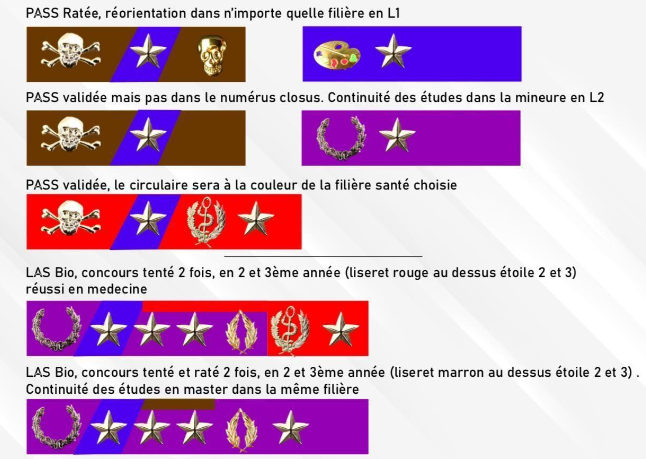 PASS Ratée, réorientation dans n'importe quelle filière en L1
PASS validée mais pas dans le numérus closus. Continuité des études dans la mineure en L2
PASS validée, le circulaire sera à la couleur de la filière santé choisie
LAS Bio, concours tenté 2 fois, en 2 et 3ème année (liseret rouge au dessus étoile 2 et 3)
réussi en medecine
LAS Bio, concours tenté et raté 2 fois, en 2 et 3ème année (liseret marron au dessus étoile 2 et 3) .
Continuité des études en master dans la même filière